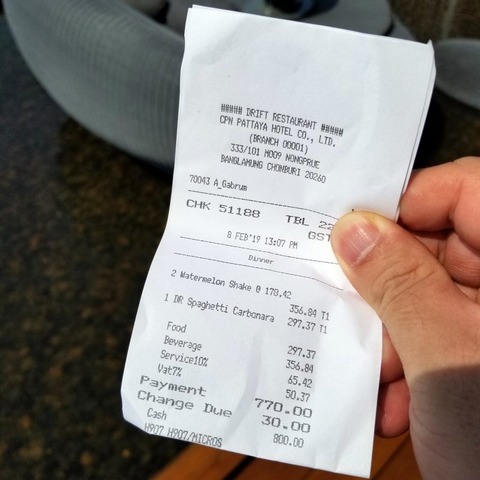 ##### DRIFT RESTAURANT #####
CPN PATTAYA HOTEL CO., LTD.
(BRANCH 00001)
333/101 MOO9 NONGPRUE
BANGLAMUNG CHONBURI 20260
70043 A_Gabrum
CHK 51188 TBL 22
GST
8 FEB'19 13:07 PM
Dinner
2 Watermelon Shake @ 178.42
356.84 T1
1 DR Spaghetti Carbonara 297.37 T1
Food 297.37
Beverage 356.84
Service10% 65.42
Vat7% 50.37
Payment 770.00
Change Due 30.00
Cash 800.00
H907 H907/MICROS